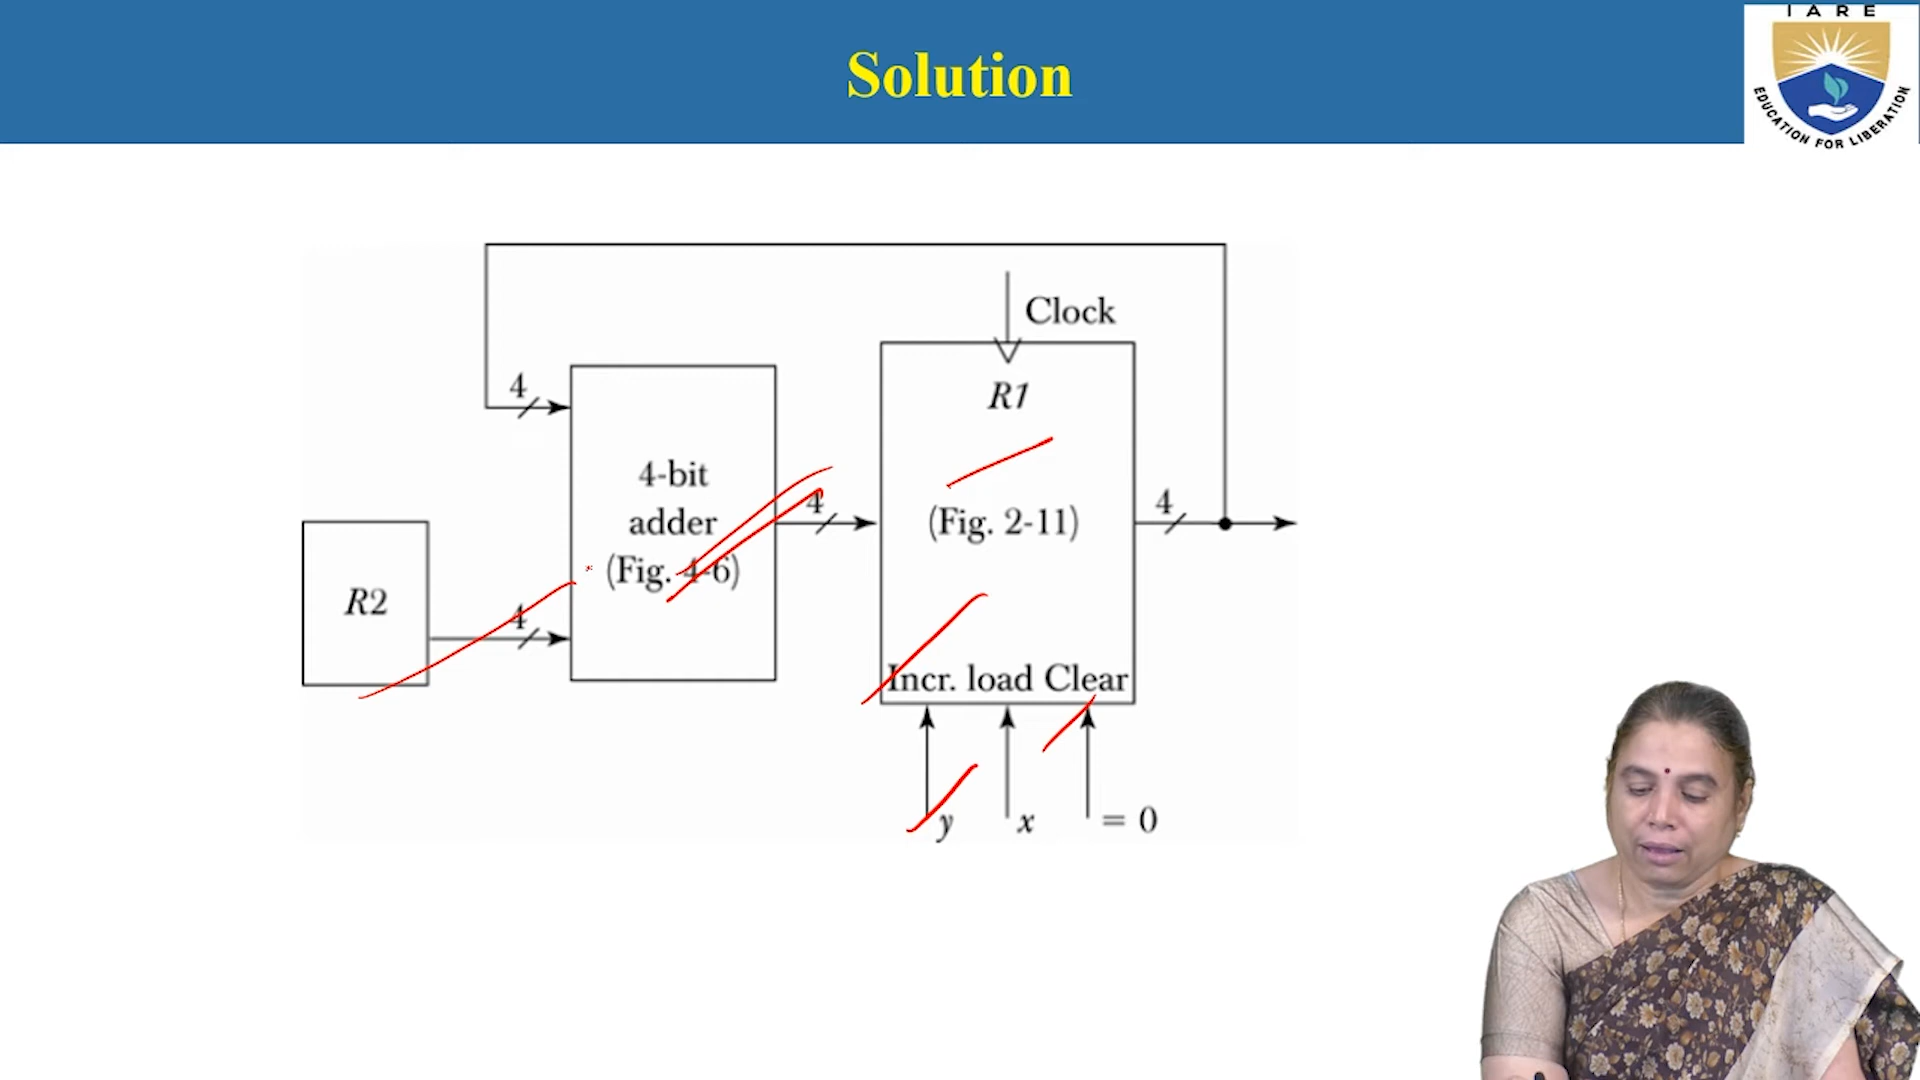 IARE
EDUCATION FOR LIBERATION
Solution
Clock
R1
4
4-bit
adder
(Fig. 4-6)
4
(Fig. 2-11)
4
R2
4
Incr. load Clear
y
x
= 0